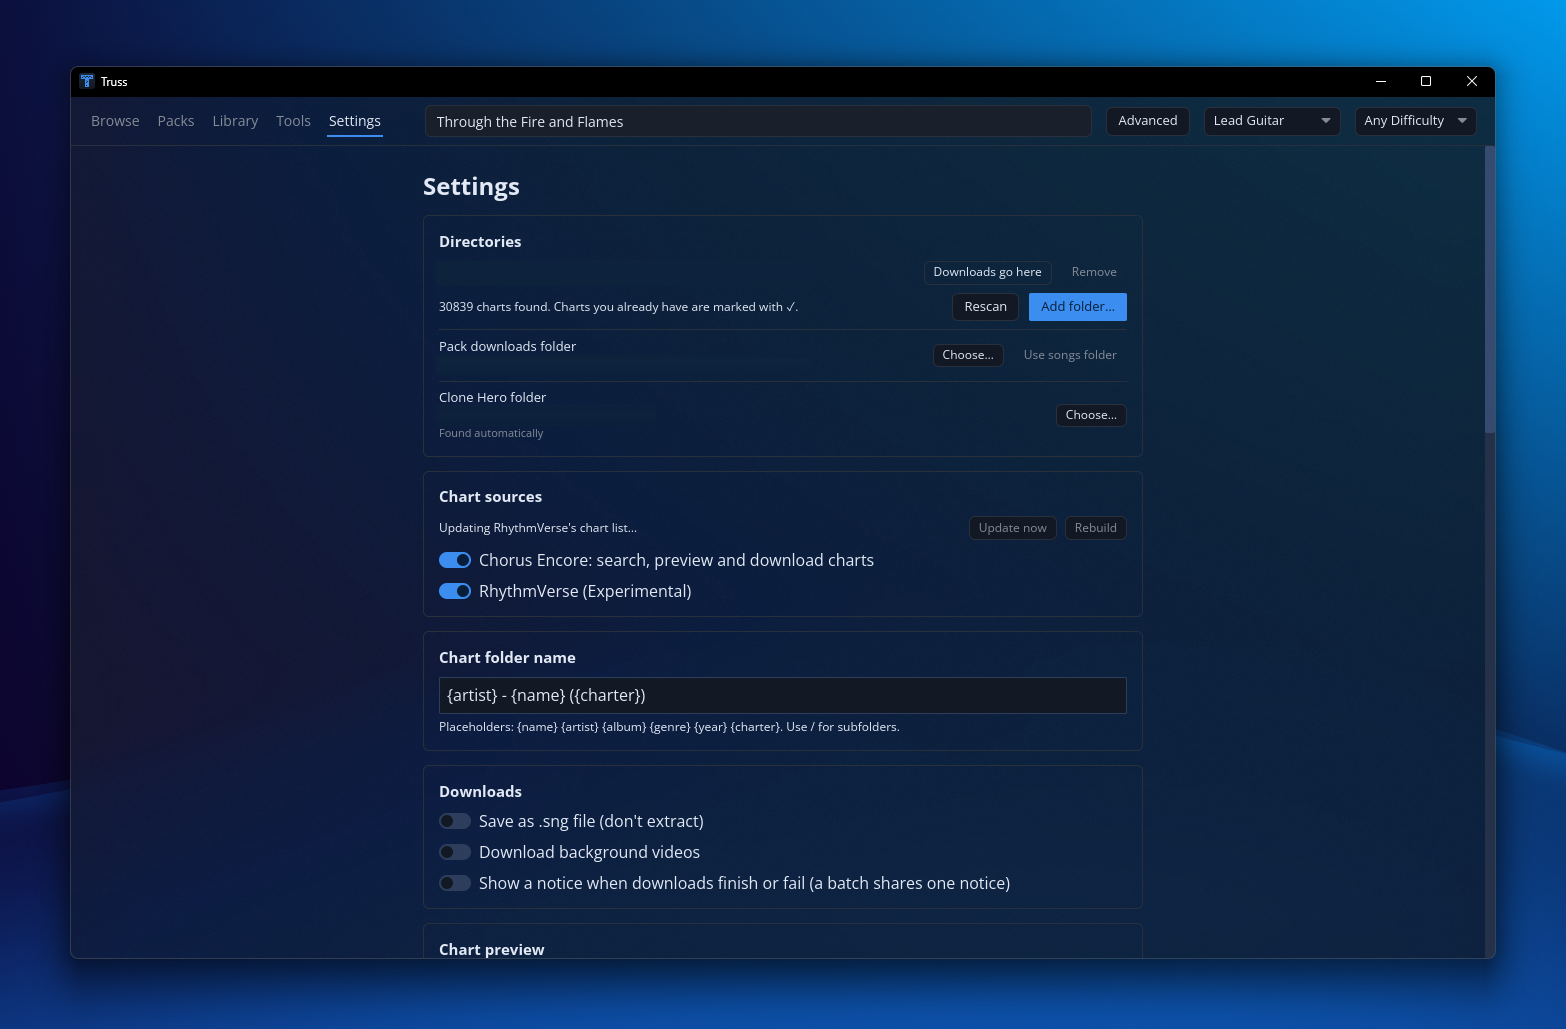 Truss
Browse Packs Library Tools Settings Through the Fire and Flames Advanced Lead Guitar Any Difficulty
Settings
Directories
Downloads go here Remove
30839 charts found. Charts you already have are marked with ✓. Rescan Add folder...
Pack downloads folder
Choose... Use songs folder
Clone Hero folder
Choose...
Found automatically
Chart sources
Updating RhythmVerse's chart list... Update now Rebuild
Chorus Encore: search, preview and download charts
RhythmVerse (Experimental)
Chart folder name
{artist} - {name} ({charter})
Placeholders: {name} {artist} {album} {genre} {year} {charter}. Use / for subfolders.
Downloads
Save as .sng file (don't extract)
Download background videos
Show a notice when downloads finish or fail (a batch shares one notice)
Chart preview